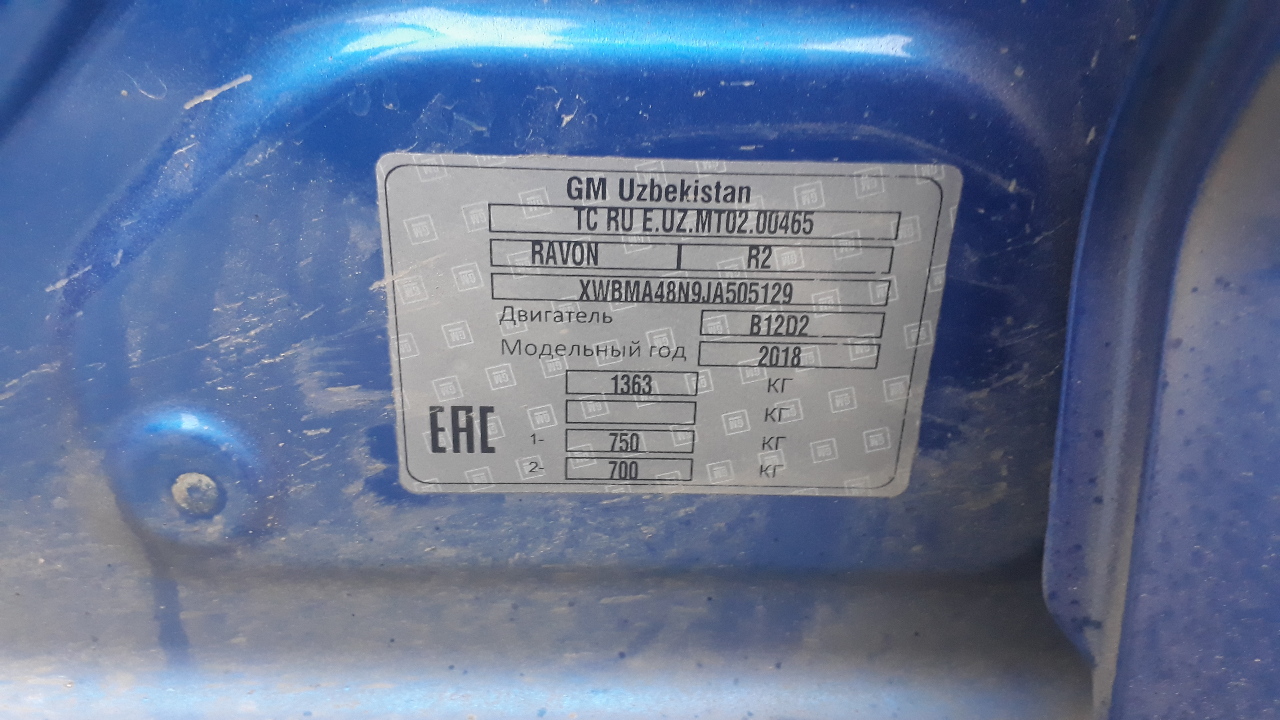 GM Uzbekistan
TC RU E.UZ.MT02.00465
RAVON R2
XWBMA48N9JA505129
Двигатель B12D2
Модельный год 2018
1363 КГ
КГ
1- 750 КГ
2- 700 КГ
EAC